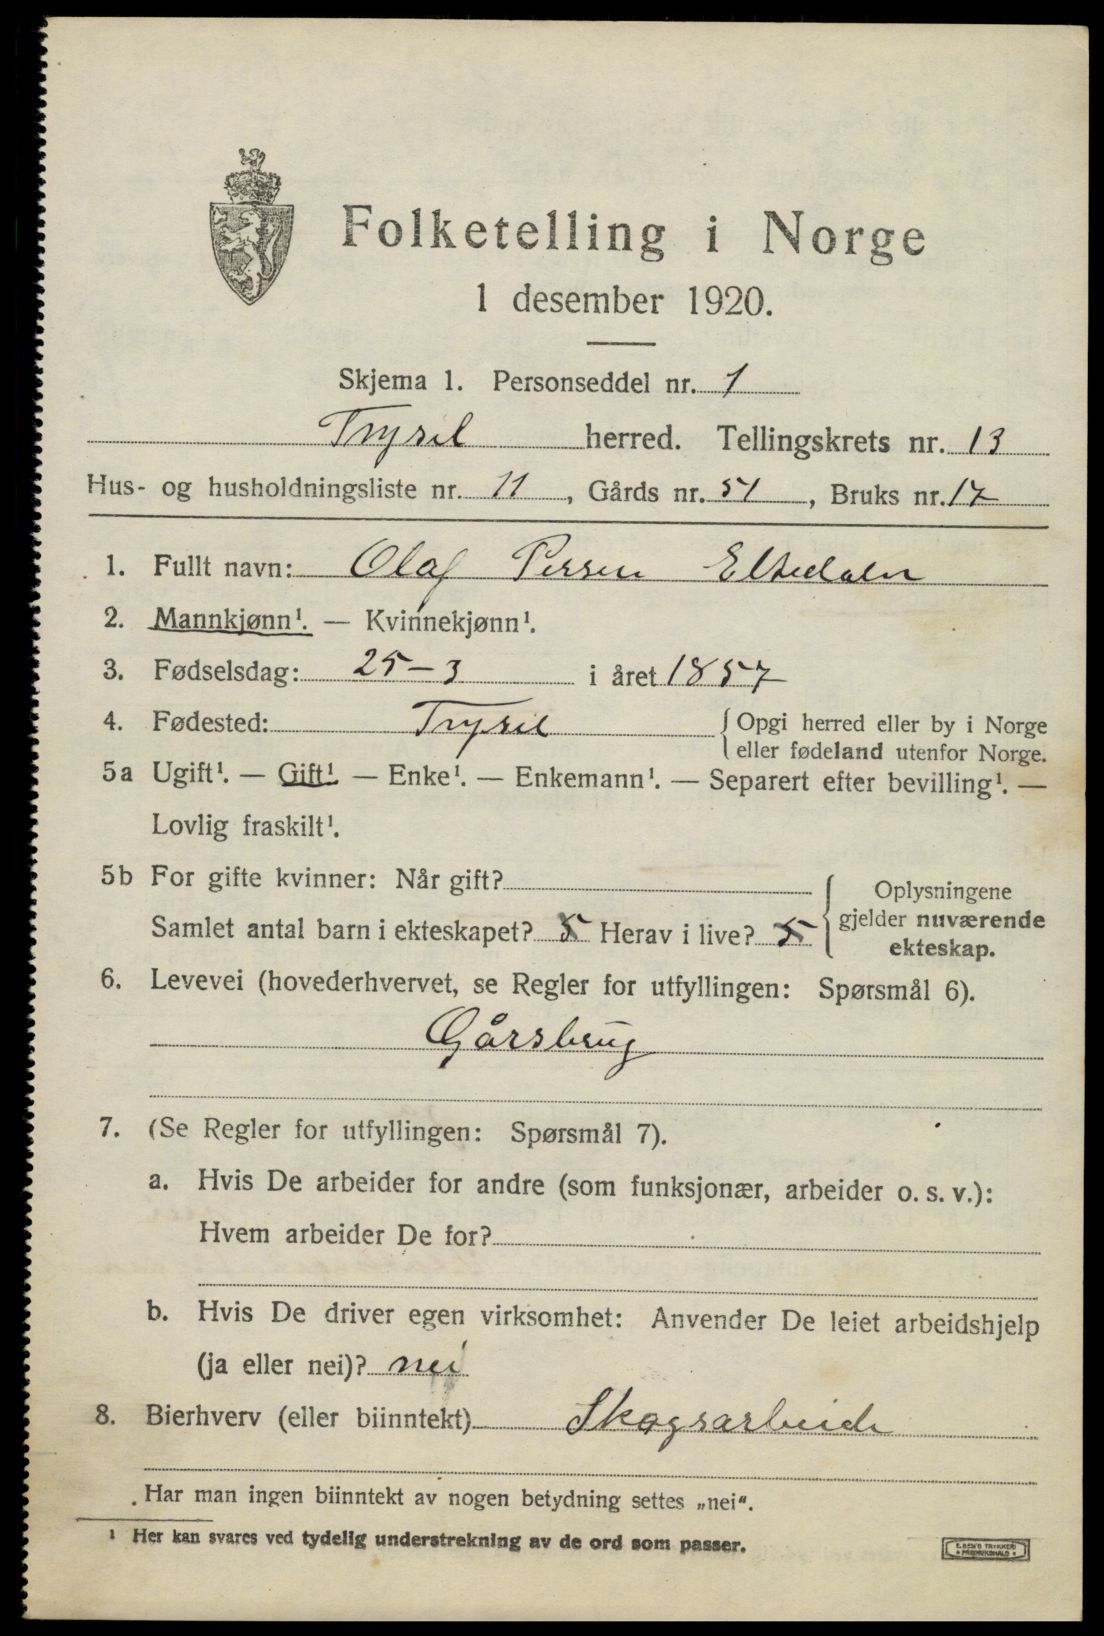 Folketelling i Norge
1 desember 1920.
Skjema 1. Personseddel nr. 1
Trysil herred. Tellingskrets nr. 13
Hus- og husholdningsliste nr. 11, Gårds nr. 51, Bruks nr. 17
1. Fullt navn: Olaf Persen Eltedalen
2. Mannkjønn¹. — Kvinnekjønn¹.
3. Fødselsdag: 25-3 i året 1857
4. Fødested: Trysil {Opgi herred eller by i Norge
eller fødeland utenfor Norge.
5a Ugift¹. — Gift¹. — Enke¹. — Enkemann¹. — Separert efter bevilling¹. —
Lovlig fraskilt¹.
5b For gifte kvinner: Når gift?
Samlet antal barn i ekteskapet? 5 Herav i live? 5
{Oplysningene
gjelder nuværende
ekteskap.
6. Levevei (hovederhvervet, se Regler for utfyllingen: Spørsmål 6).
Gårsbrug
7. (Se Regler for utfyllingen: Spørsmål 7).
a. Hvis De arbeider for andre (som funksjonær, arbeider o. s. v.):
Hvem arbeider De for?
b. Hvis De driver egen virksomhet: Anvender De leiet arbeidshjelp
(ja eller nei)? nei
8. Bierhverv (eller biinntekt) Skogsarbeide
Har man ingen biinntekt av nogen betydning settes „nei“.
¹ Her kan svares ved tydelig understrekning av de ord som passer.
E. SEM'S TRYKKERI
FREDRIKSHALD